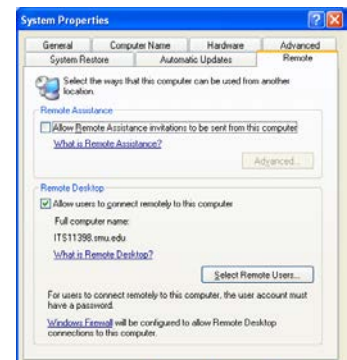 System Properties
General Computer Name Hardware Advanced
System Restore Automatic Updates Remote
Select the ways that this computer can be used from another
location.
Remote Assistance
Allow Remote Assistance invitations to be sent from this computer
What is Remote Assistance?
Advanced...
Remote Desktop
Allow users to connect remotely to this computer
Full computer name:
ITS11398.smu.edu
What is Remote Desktop?
Select Remote Users...
For users to connect remotely to this computer, the user account must
have a password.
Windows Firewall will be configured to allow Remote Desktop
connections to this computer.